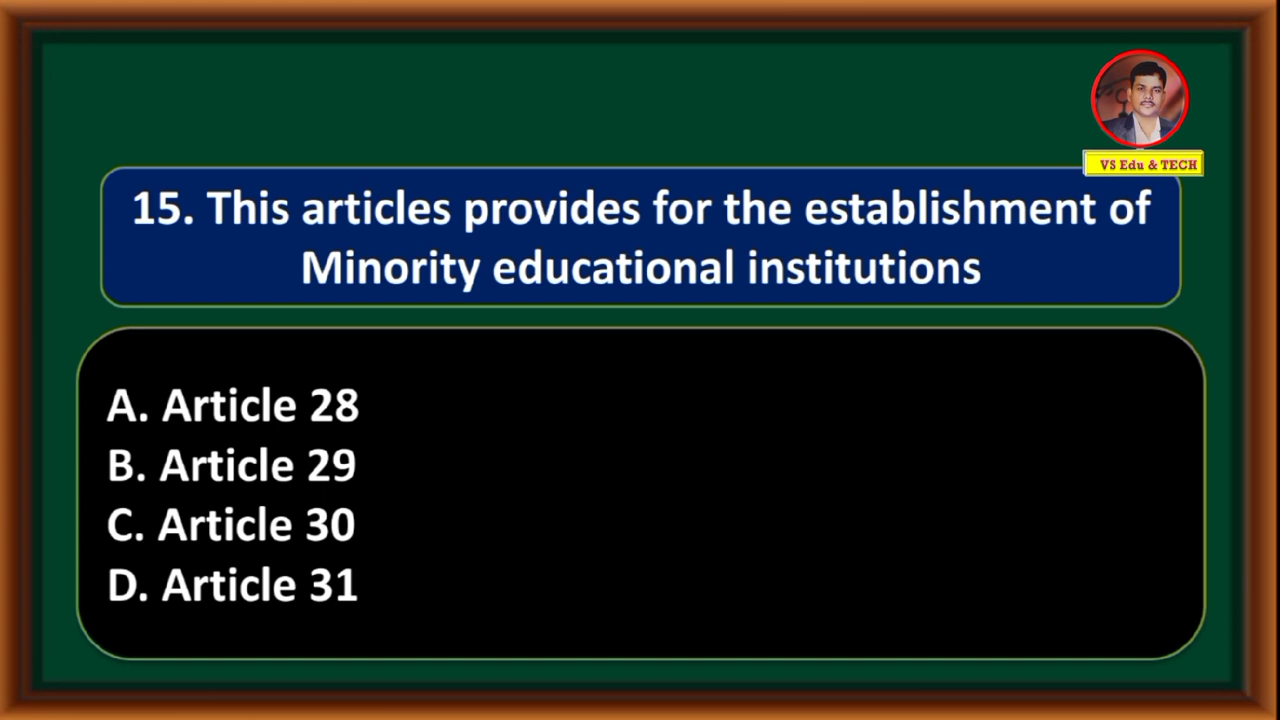 VS Edu & TECH
15. This articles provides for the establishment of
Minority educational institutions
A. Article 28
B. Article 29
C. Article 30
D. Article 31